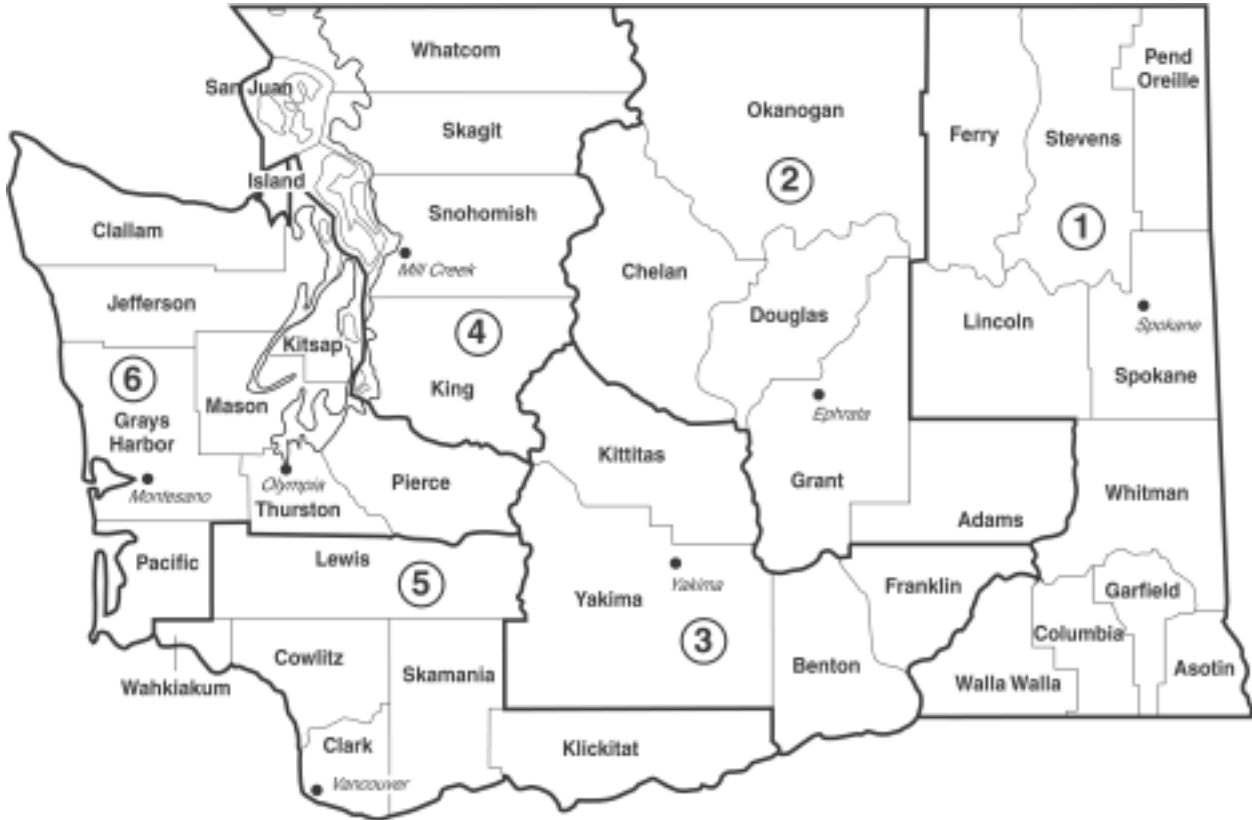 Whatcom
Pend
Oreille
San Juan
Okanogan
Skagit
Ferry
Stevens
Island
2
Snohomish
Clallam
1
Mill Creek
Chelan
Jefferson
Douglas
Lincoln
Spokane
4
Kitsap
6
Spokane
King
Mason
Ephrata
Grays
Harbor
Kittitas
Olympia
Pierce
Grant
Montesano
Whitman
Thurston
Adams
Pacific
Lewis
5
Yakima
Franklin
Garfield
Yakima
3
Columbia
Cowlitz
Benton
Skamania
Asotin
Wahkiakum
Walla Walla
Clark
Klickitat
Vancouver